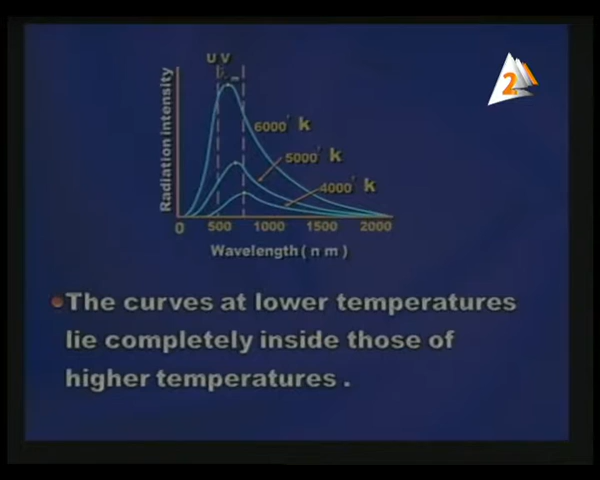 2
U V
6000° k
5000° k
4000° k
Radiation intensity
0 500 1000 1500 2000
Wavelength ( n m )
The curves at lower temperatures
lie completely inside those of
higher temperatures .